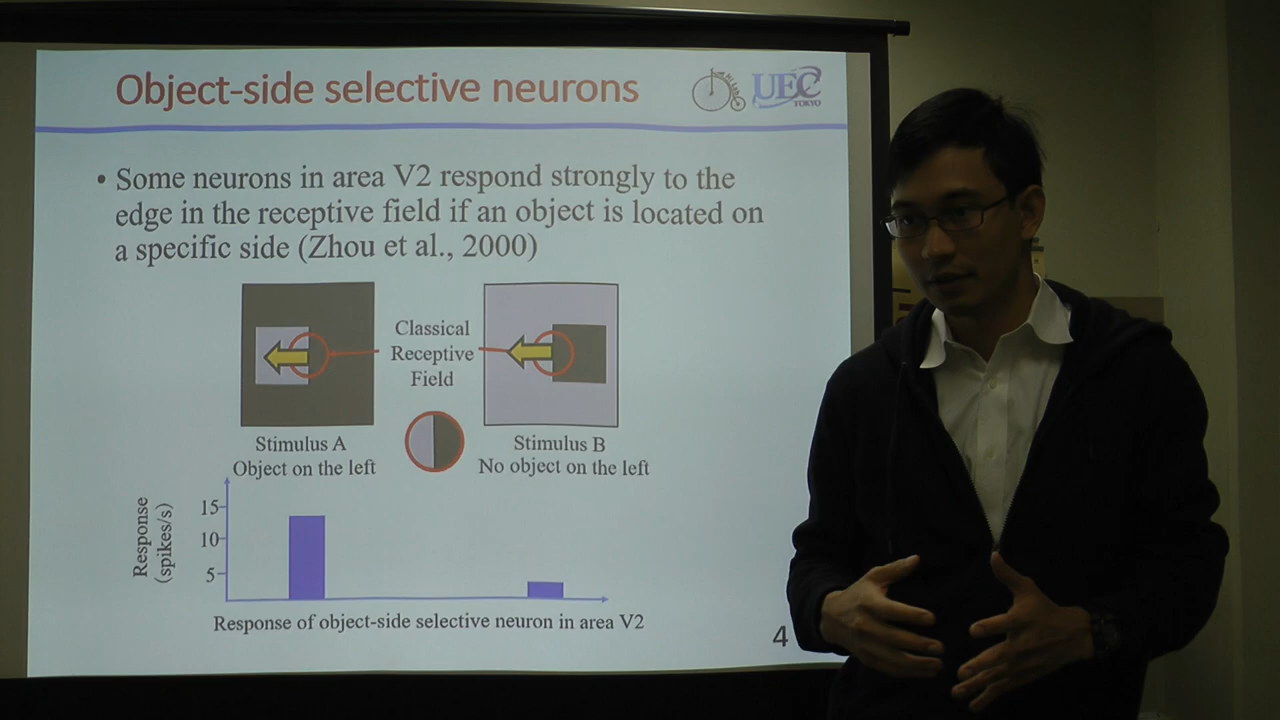 Object-side selective neurons
UEC
TOKYO
• Some neurons in area V2 respond strongly to the
edge in the receptive field if an object is located on
a specific side (Zhou et al., 2000)
Classical
Receptive
Field
Stimulus A
Object on the left
Stimulus B
No object on the left
Response
(spikes/s)
15
10
5
Response of object-side selective neuron in area V2
4